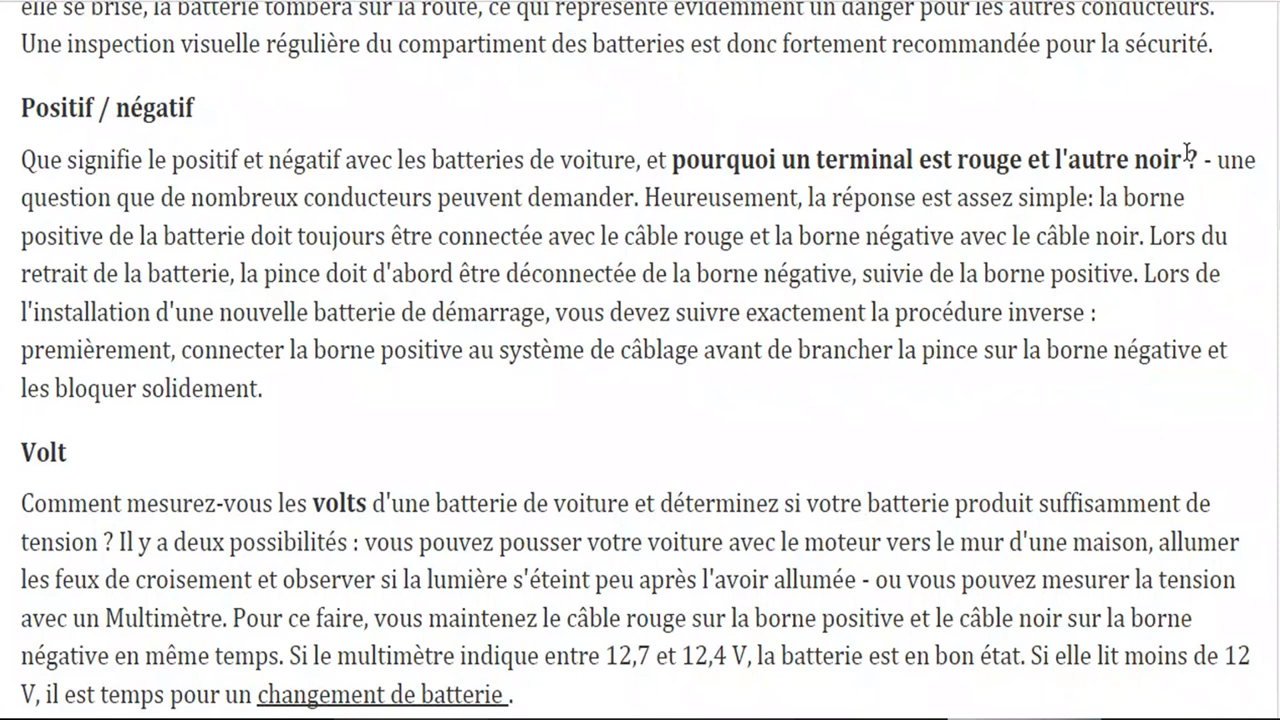 elle se brise, la batterie tombera sur la route, ce qui représente évidemment un danger pour les autres conducteurs.
Une inspection visuelle régulière du compartiment des batteries est donc fortement recommandée pour la sécurité.
Positif / négatif
Que signifie le positif et négatif avec les batteries de voiture, et pourquoi un terminal est rouge et l'autre noir ? - une
question que de nombreux conducteurs peuvent demander. Heureusement, la réponse est assez simple: la borne
positive de la batterie doit toujours être connectée avec le câble rouge et la borne négative avec le câble noir. Lors du
retrait de la batterie, la pince doit d'abord être déconnectée de la borne négative, suivie de la borne positive. Lors de
l'installation d'une nouvelle batterie de démarrage, vous devez suivre exactement la procédure inverse :
premièrement, connecter la borne positive au système de câblage avant de brancher la pince sur la borne négative et
les bloquer solidement.
Volt
Comment mesurez-vous les volts d'une batterie de voiture et déterminez si votre batterie produit suffisamment de
tension ? Il y a deux possibilités : vous pouvez pousser votre voiture avec le moteur vers le mur d'une maison, allumer
les feux de croisement et observer si la lumière s'éteint peu après l'avoir allumée - ou vous pouvez mesurer la tension
avec un Multimètre. Pour ce faire, vous maintenez le câble rouge sur la borne positive et le câble noir sur la borne
négative en même temps. Si le multimètre indique entre 12,7 et 12,4 V, la batterie est en bon état. Si elle lit moins de 12
V, il est temps pour un changement de batterie .